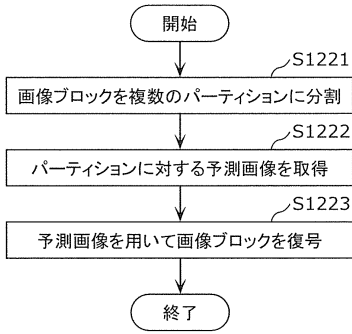 開始
S1221
画像ブロックを複数のパーティションに分割
S1222
パーティションに対する予測画像を取得
S1223
予測画像を用いて画像ブロックを復号
終了